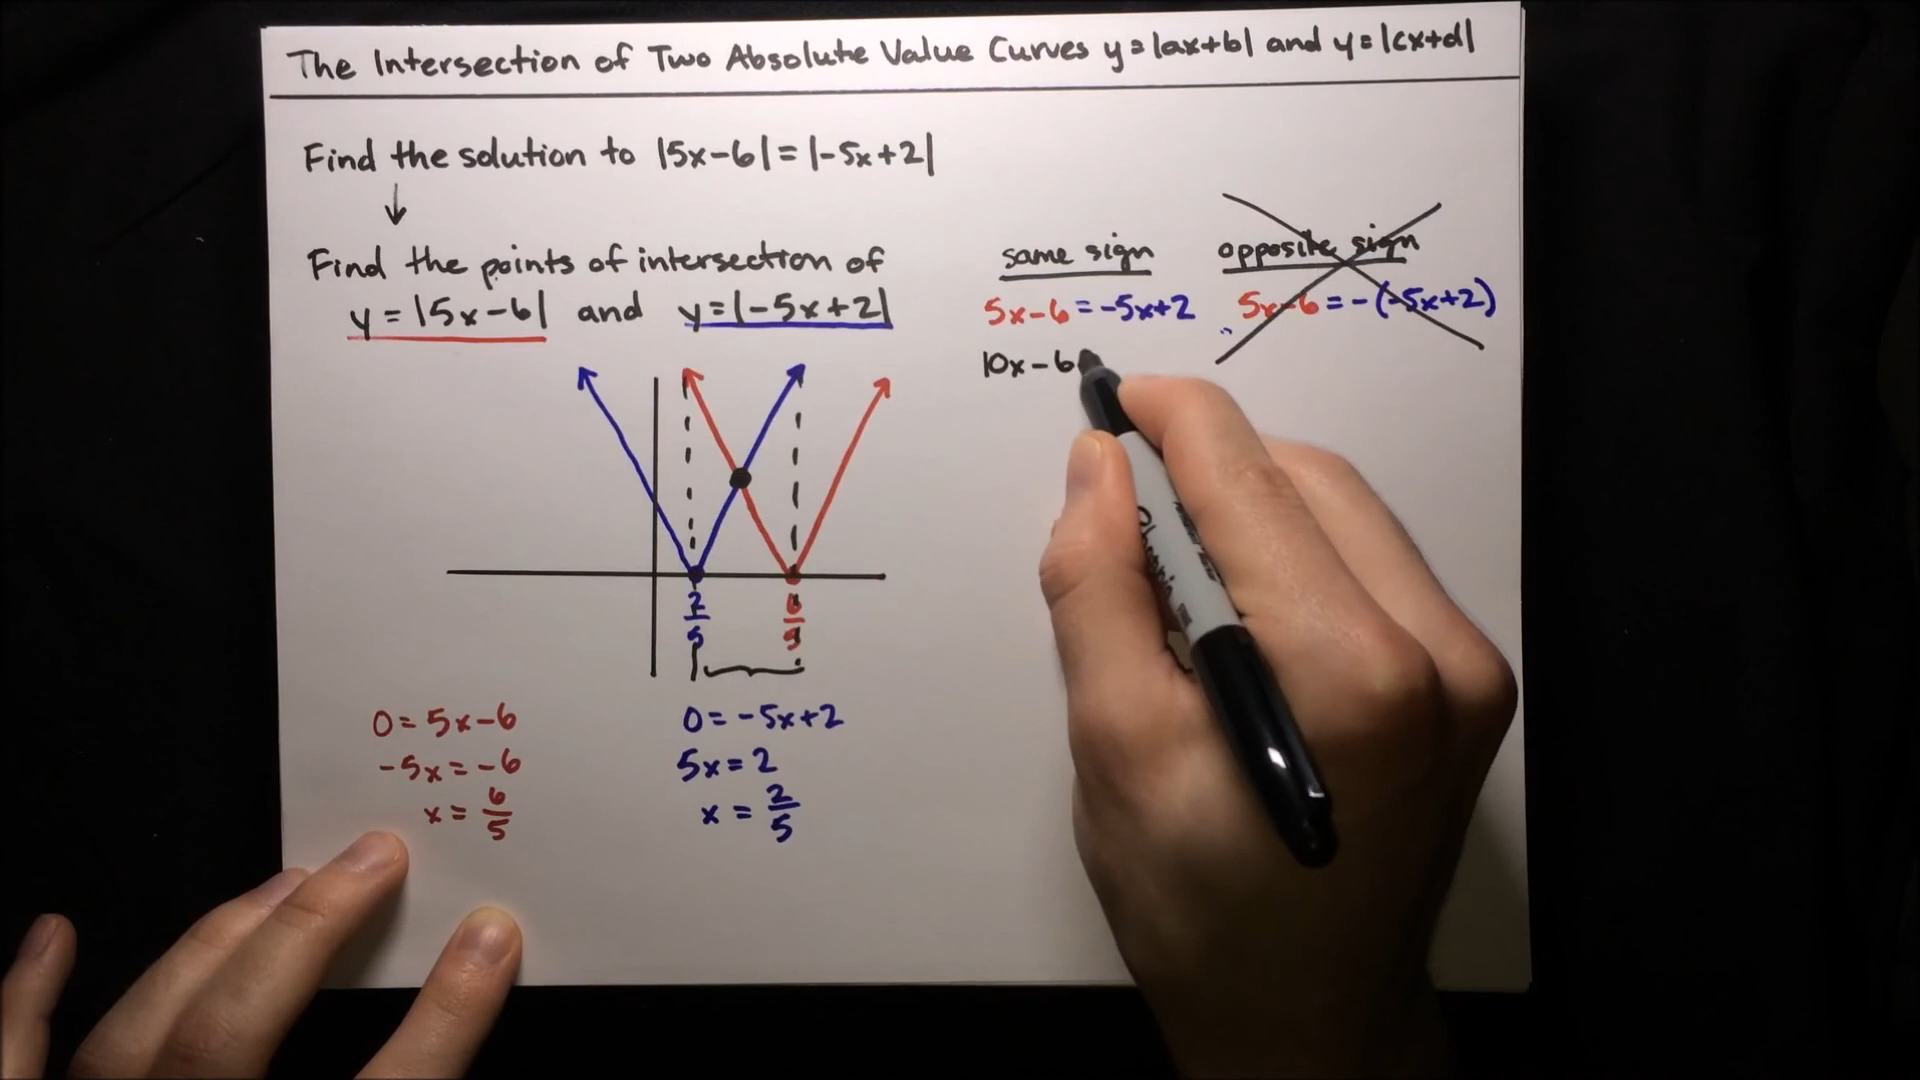 The Intersection of Two Absolute Value Curves y=|ax+b| and y=|cx+d|
Find the solution to |5x-6|=|-5x+2|
↓
Find the points of intersection of
y=|5x-6| and y=|-5x+2|
same sign
5x-6=-5x+2
10x-6
opposite sign
5x-6=-(-5x+2)
2/5
6/5
0=5x-6
-5x=-6
x=6/5
0=-5x+2
5x=2
x=2/5
Sharpie